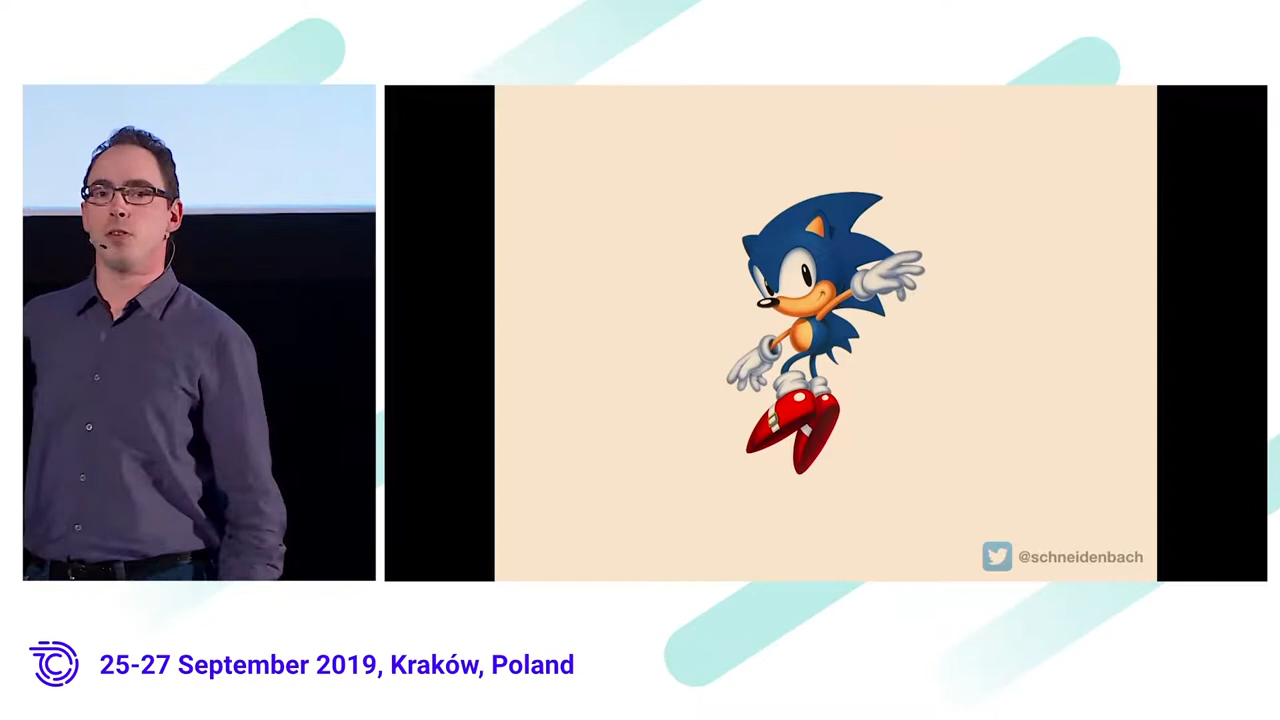 @schneidenbach
25-27 September 2019, Kraków, Poland